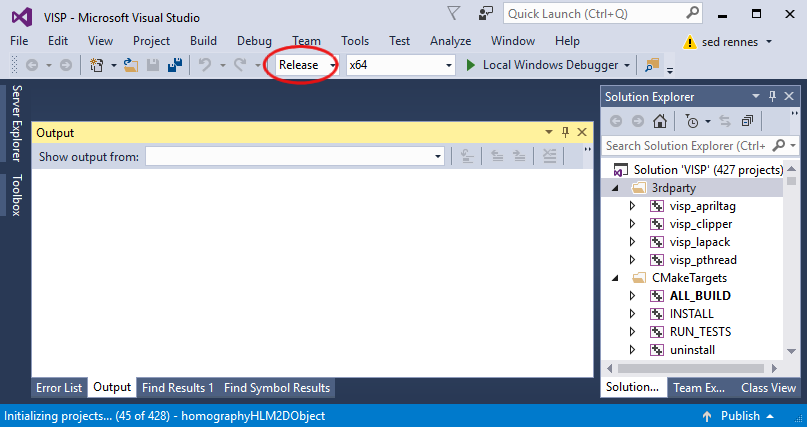 VISP - Microsoft Visual Studio
Quick Launch (Ctrl+Q)
File Edit View Project Build Debug Team Tools Test Analyze Window Help
sed rennes
Release x64 Local Windows Debugger
Server Explorer
Toolbox
Output
Show output from:
Error List Output Find Results 1 Find Symbol Results
Solution Explorer
Search Solution Explorer (Ctrl+
Solution 'VISP' (427 projects)
3rdparty
visp_apriltag
visp_clipper
visp_lapack
visp_pthread
CMakeTargets
ALL_BUILD
INSTALL
RUN_TESTS
uninstall
Solution... Team Ex... Class View
Initializing projects... (45 of 428) - homographyHLM2DObject
Publish